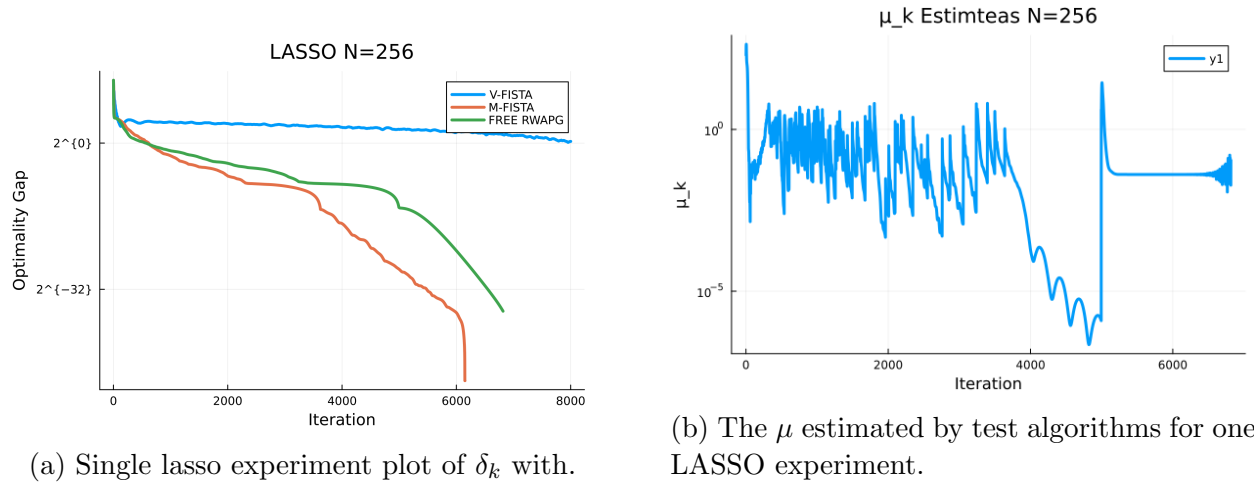 LASSO N=256
V-FISTA
M-FISTA
FREE RWAPG
2^{0}
2^{-32}
Optimality Gap
0
2000
4000
6000
8000
Iteration
(a) Single lasso experiment plot of δ_k with.
μ_k Estimteas N=256
y1
10⁰
10⁻⁵
μ_k
0
2000
4000
6000
Iteration
(b) The μ estimated by test algorithms for one
LASSO experiment.